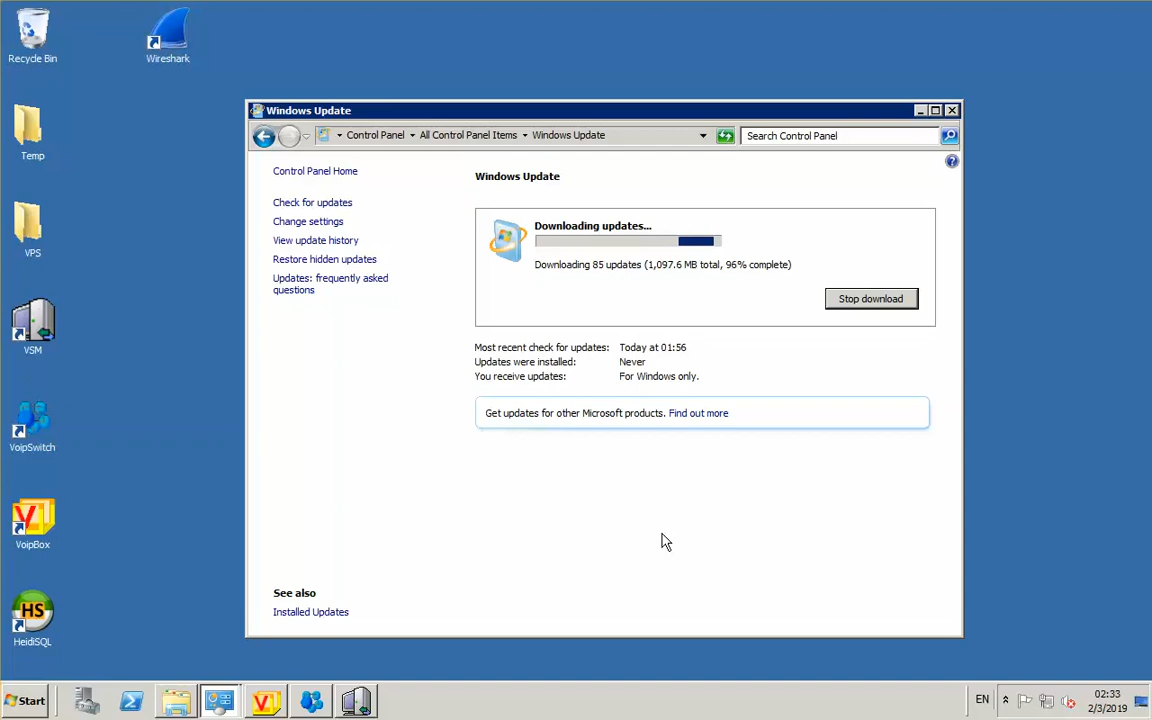 Recycle Bin
Wireshark
Temp
VPS
VSM
VoipSwitch
VoipBox
HS
HeidiSQL
Windows Update
Control Panel All Control Panel Items Windows Update
Search Control Panel
Control Panel Home
Check for updates
Change settings
View update history
Restore hidden updates
Updates: frequently asked
questions
See also
Installed Updates
Windows Update
Downloading updates...
Downloading 85 updates (1,097.6 MB total, 96% complete)
Stop download
Most recent check for updates: Today at 01:56
Updates were installed: Never
You receive updates: For Windows only.
Get updates for other Microsoft products. Find out more
Start
EN
02:33
2/3/2019